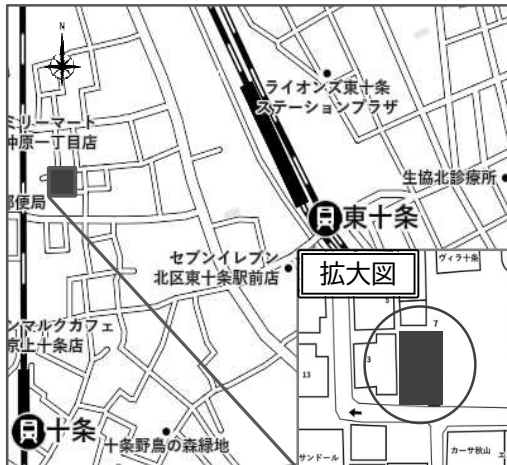 ライオンズ東十条
ステーションプラザ
ミリーマート
仲原一丁目店
生協北診療所
郵便局
東十条
セブンイレブン
北区東十条駅前店
ンマルクカフェ
京上十条店
十条
十条野鳥の森緑地
拡大図
ヴィラ十条
5
7
3
13
サンドール
カーサ秋山
エ